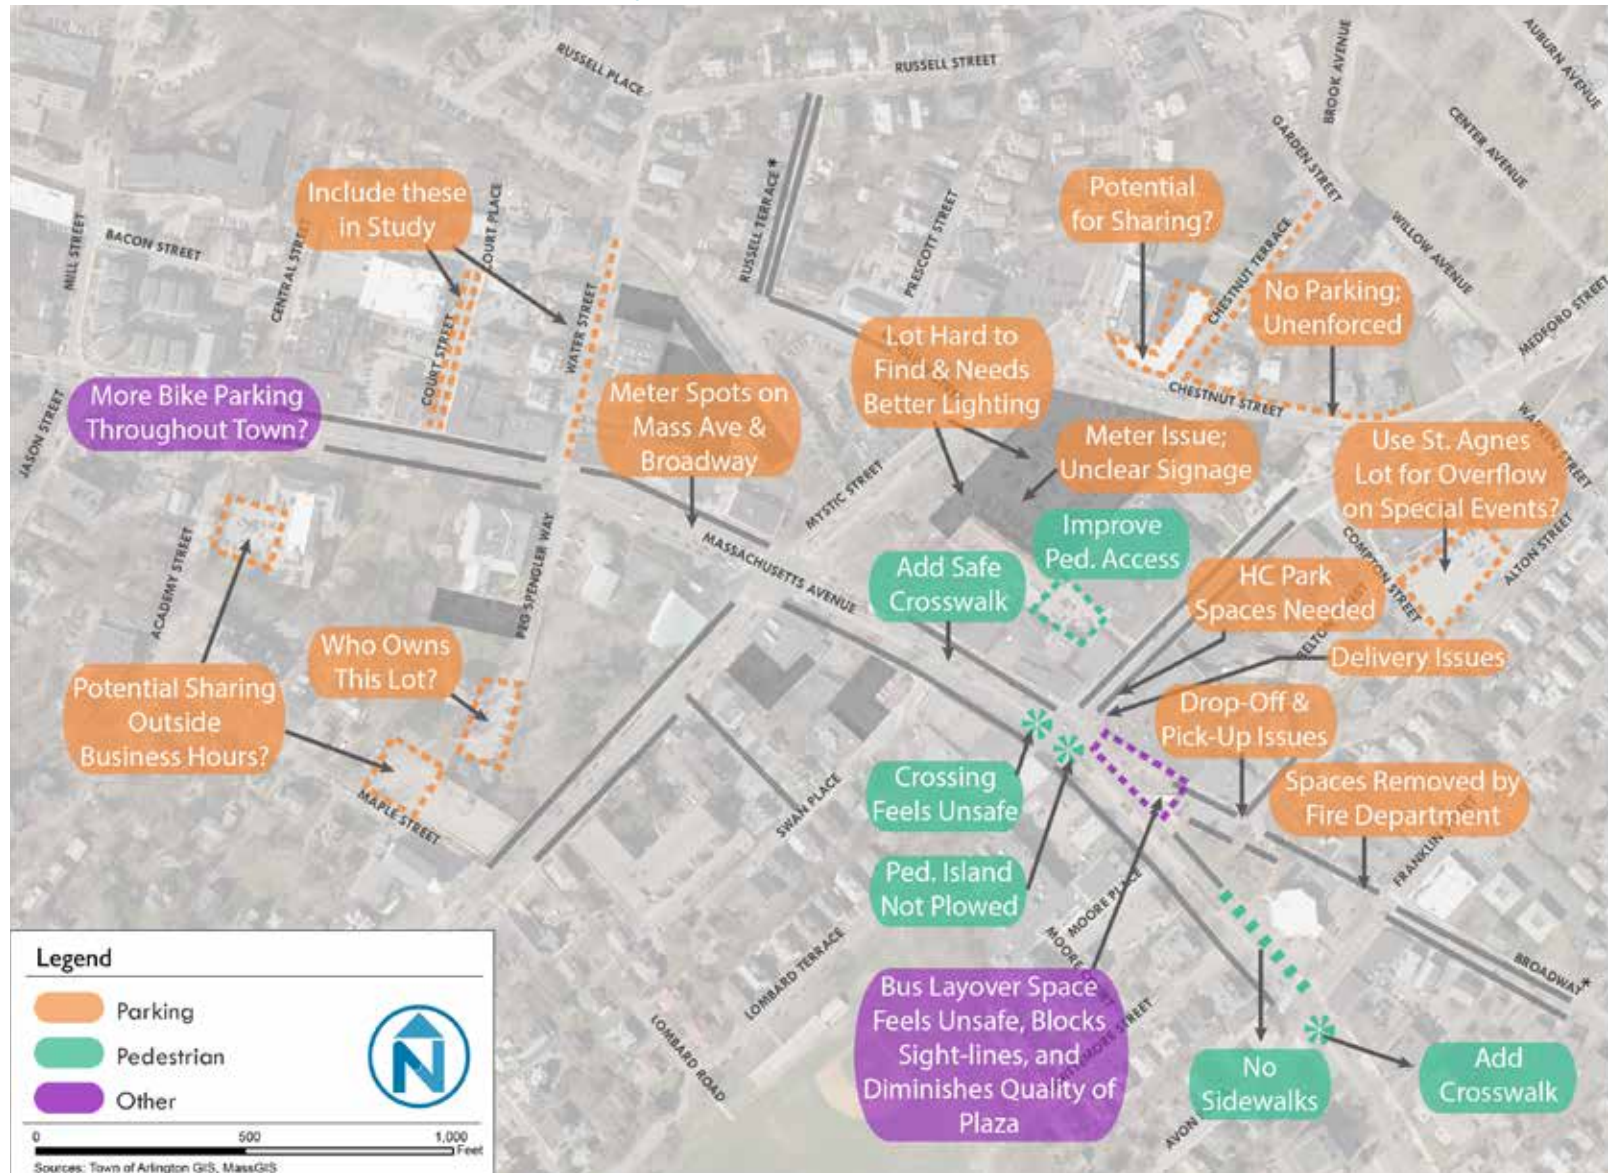 RUSSELL PLACE
RUSSELL STREET
BROOK AVENUE
AUBURN AVENUE
CENTER AVENUE
GARDEN STREET
WILLOW AVENUE
MEDFORD STREET
MILL STREET
BACON STREET
CENTRAL STREET
Include these
in Study
COURT PLACE
COURT STREET
WATER STREET
RUSSELL TERRACE*
PRESCOTT STREET
Potential
for Sharing?
CHESTNUT TERRACE
No Parking;
Unenforced
CHESTNUT STREET
JASON STREET
More Bike Parking
Throughout Town?
Meter Spots on
Mass Ave &
Broadway
Lot Hard to
Find & Needs
Better Lighting
Meter Issue;
Unclear Signage
Use St. Agnes
Lot for Overflow
on Special Events?
MYSTIC STREET
MASSACHUSETTS AVENUE
ACADEMY STREET
PEG SPENGLER WAY
Add Safe
Crosswalk
Improve
Ped. Access
HC Park
Spaces Needed
COMPTON STREET
ALTON STREET
Delivery Issues
Potential Sharing
Outside
Business Hours?
Who Owns
This Lot?
MAPLE STREET
SWAN PLACE
Crossing
Feels Unsafe
Drop-Off &
Pick-Up Issues
Spaces Removed by
Fire Department
Ped. Island
Not Plowed
MOORE PLACE
LOMBARD TERRACE
LOMBARD ROAD
BROADWAY*
Bus Layover Space
Feels Unsafe, Blocks
Sight-lines, and
Diminishes Quality of
Plaza
AVON
No
Sidewalks
Add
Crosswalk
Legend
Parking
Pedestrian
Other
N
0 500 1,000
Feet
Sources: Town of Arlington GIS, MassGIS